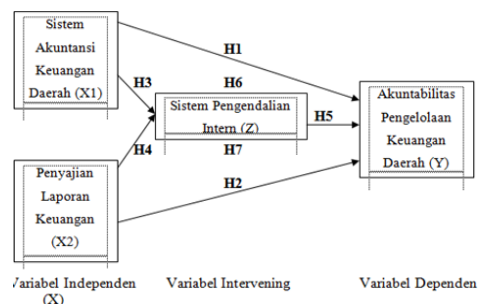 Sistem
Akuntansi
Keuangan
Daerah (X1)
H1
H3
H6
Sistem Pengendalian
Intern (Z)
H5
Akuntabilitas
Pengelolaan
Keuangan
Daerah (Y)
H4
H7
Penyajian
Laporan
Keuangan
(X2)
H2
Variabel Independen
(X)
Variabel Intervening
Variabel Dependen